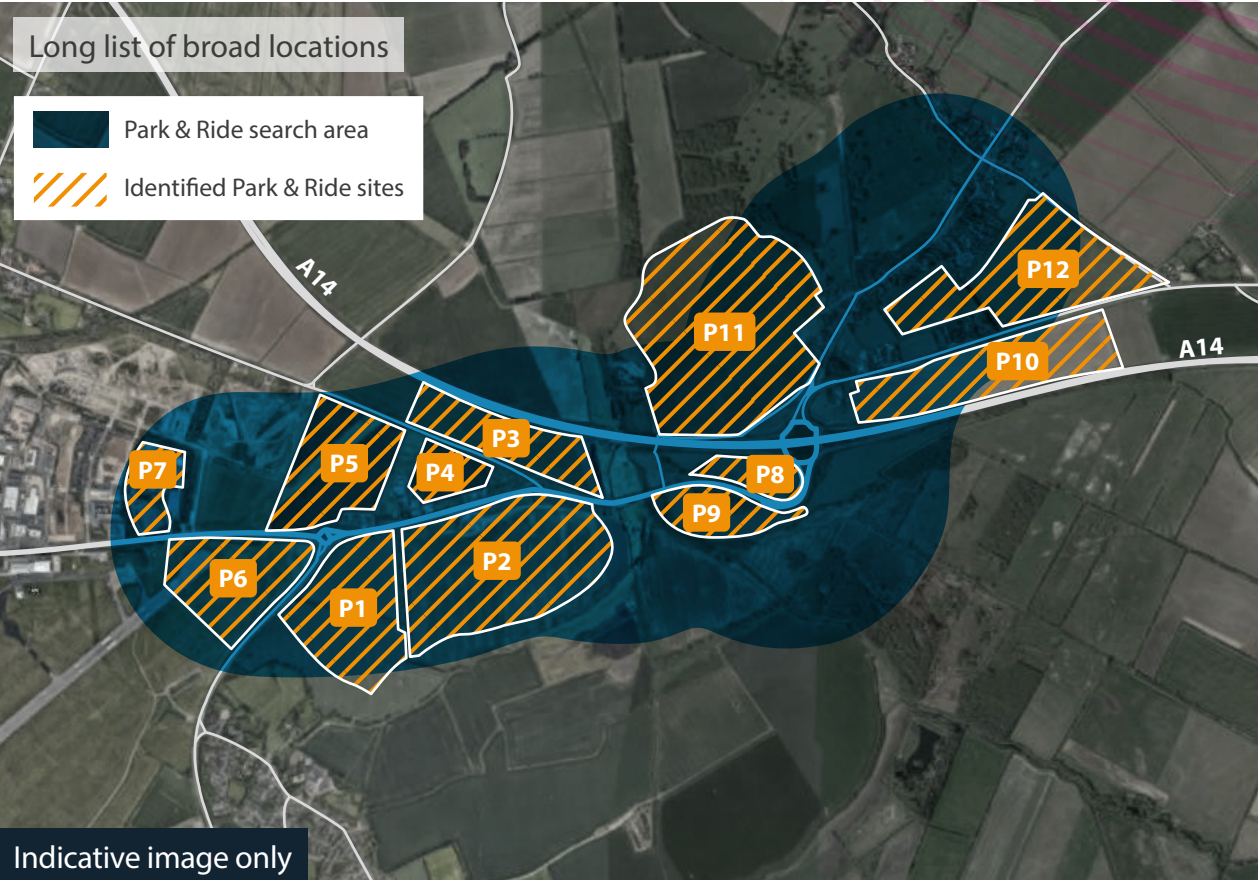 Long list of broad locations
Park & Ride search area
Identified Park & Ride sites
A14
P12
P11
A14
P10
P3
P7
P5
P4
P8
P9
P2
P6
P1
Indicative image only